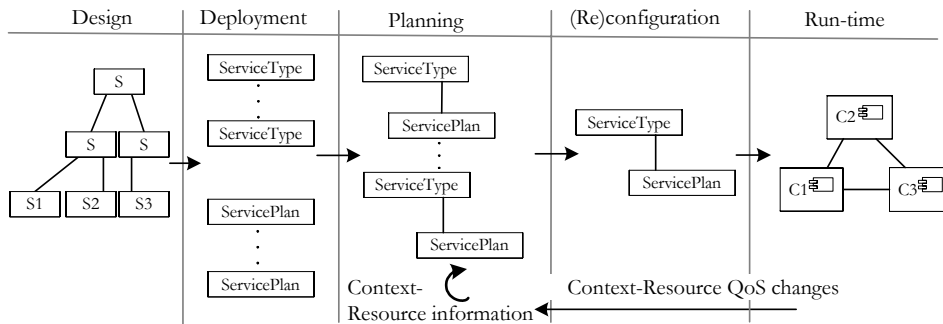 Design
Deployment
Planning
(Re)configuration
Run-time
S
S
S
S1
S2
S3
ServiceType
ServiceType
ServicePlan
ServicePlan
ServiceType
ServicePlan
ServiceType
ServicePlan
Context-
Resource information
ServiceType
ServicePlan
Context-Resource QoS changes
C2
C1
C3